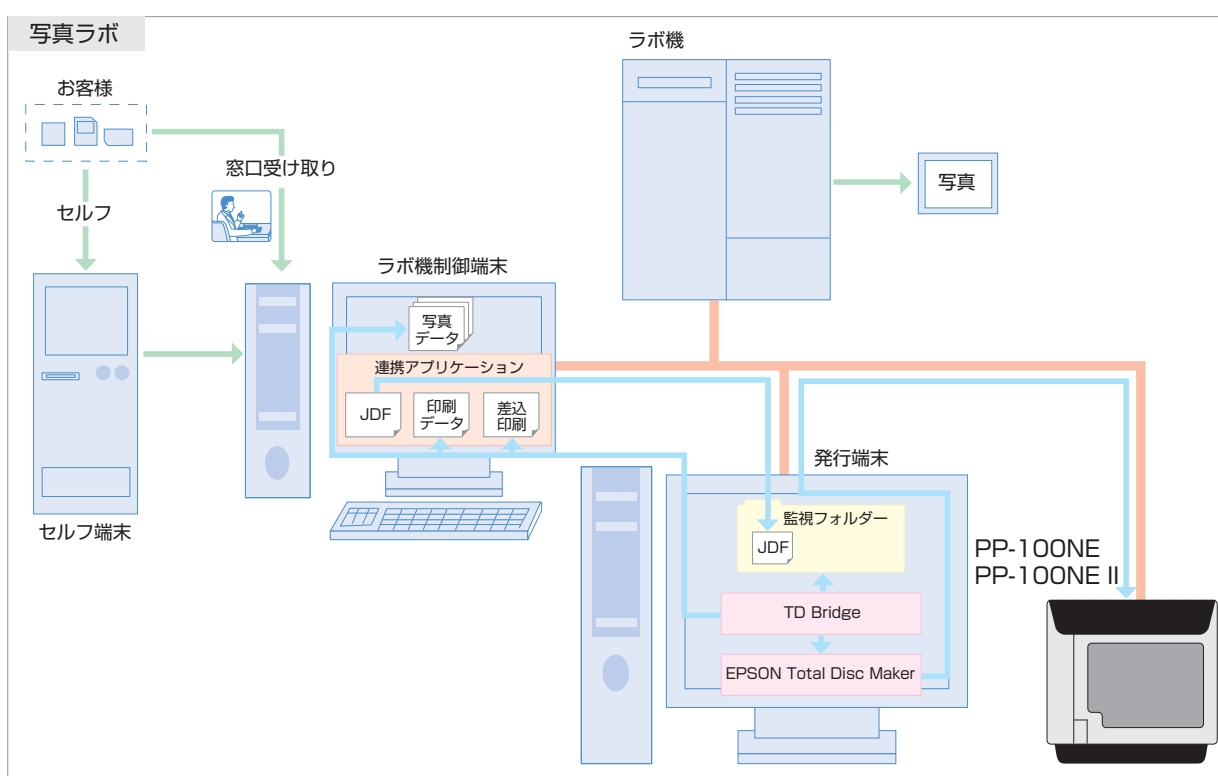 写真ラボ
お客様
ラボ機
窓口受け取り
セルフ
写真
ラボ機制御端末
写真
データ
連携アプリケーション
JDF
印刷
データ
差込
印刷
発行端末
セルフ端末
監視フォルダー
JDF
PP-100NE
PP-100NE II
TD Bridge
EPSON Total Disc Maker